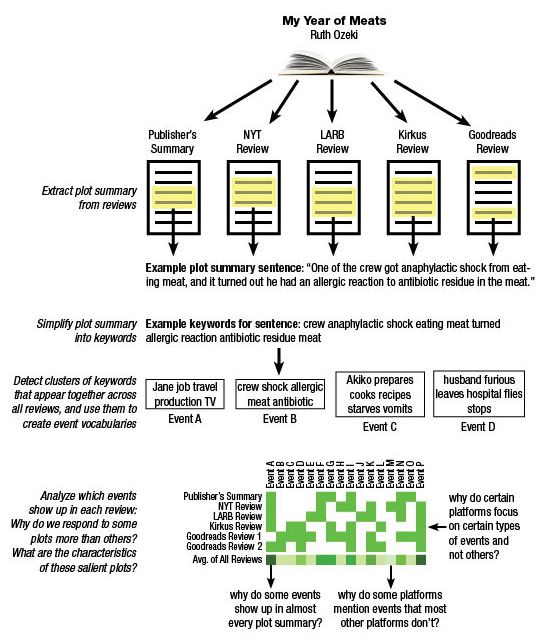 My Year of Meats
Ruth Ozeki
Publisher's
Summary
NYT
Review
LARB
Review
Kirkus
Review
Goodreads
Review
Extract plot summary
from reviews
Example plot summary sentence: “One of the crew got anaphylactic shock from eat-
ing meat, and it turned out he had an allergic reaction to antibiotic residue in the meat.”
Simplify plot summary
into keywords
Example keywords for sentence: crew anaphylactic shock eating meat turned
allergic reaction antibiotic residue meat
Detect clusters of keywords
that appear together across
all reviews, and use them to
create event vocabularies
Jane job travel
production TV
Event A
crew shock allergic
meat antibiotic
Event B
Akiko prepares
cooks recipes
starves vomits
Event C
husband furious
leaves hospital flies
stops
Event D
Analyze which events
show up in each review:
Why do we respond to some
plots more than others?
What are the characteristics
of these salient plots?
Event A
Event B
Event C
Event D
Event E
Event F
Event G
Event H
Event I
Event J
Event K
Event L
Event M
Event N
Event O
Event P
Publisher's Summary
NYT Review
LARB Review
Kirkus Review
Goodreads Review 1
Goodreads Review 2
Avg. of All Reviews
why do certain
platforms focus
on certain types
of events and
not others?
why do some events
show up in almost
every plot summary?
why do some platforms
mention events that most
other platforms don't?